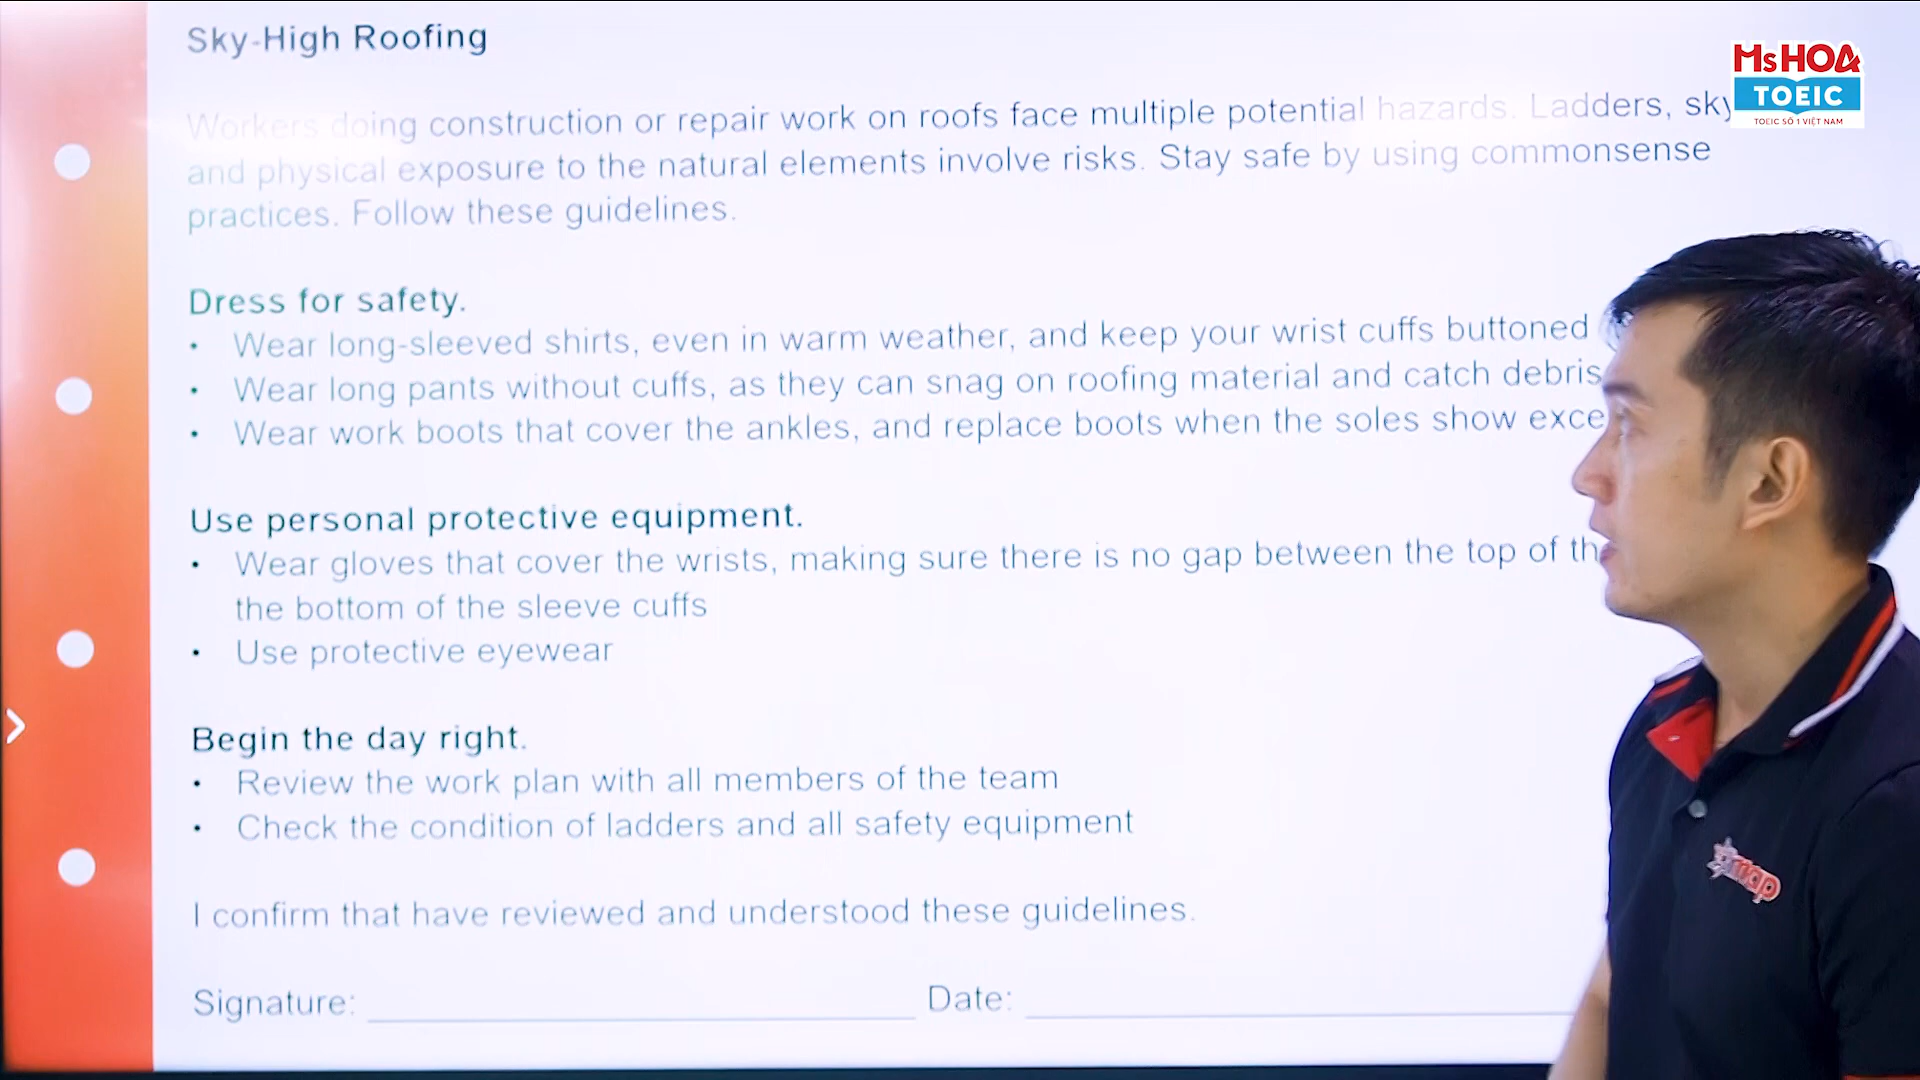 Sky-High Roofing
MsHOA
TOEIC
TOEIC SỐ 1 VIỆT NAM
Workers doing construction or repair work on roofs face multiple potential hazards. Ladders,
and physical exposure to the natural elements involve risks. Stay safe by using commonsense
practices. Follow these guidelines.
Dress for safety.
• Wear long-sleeved shirts, even in warm weather, and keep your wrist cuffs buttoned
• Wear long pants without cuffs, as they can snag on roofing material and catch debris
• Wear work boots that cover the ankles, and replace boots when the soles show
Use personal protective equipment.
• Wear gloves that cover the wrists, making sure there is no gap between the top of
the bottom of the sleeve cuffs
• Use protective eyewear
Begin the day right.
• Review the work plan with all members of the team
• Check the condition of ladders and all safety equipment
I confirm that have reviewed and understood these guidelines.
Signature: Date: